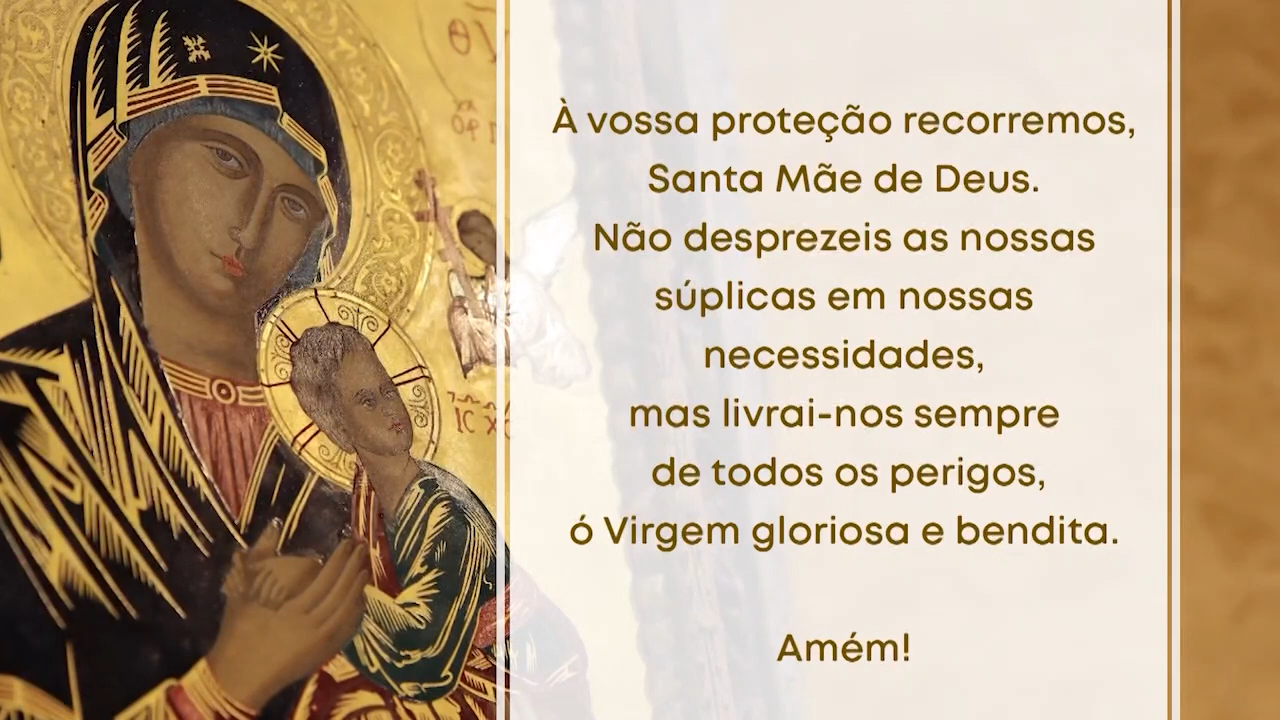 À vossa proteção recorremos,
Santa Mãe de Deus.
Não desprezeis as nossas
súplicas em nossas
necessidades,
mas livrai-nos sempre
de todos os perigos,
ó Virgem gloriosa e bendita.
Amém!